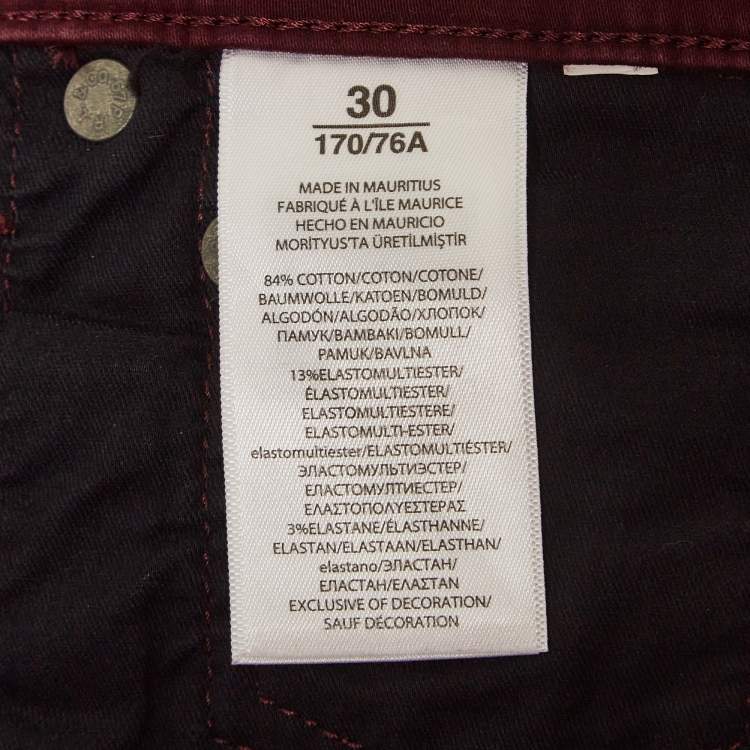 30
170/76A
MADE IN MAURITIUS
FABRIQUÉ À L'ÎLE MAURICE
HECHO EN MAURICIO
MORİTYUS'TA ÜRETİLMİŞTİR
84% COTTON/COTON/COTONE/
BAUMWOLLE/KATOEN/BOMULD/
ALGODÓN/ALGODÃO/ХЛОПОК/
ПАМУК/ΒΑΜΒΑΚΙ/BOMULL/
PAMUK/BAVLNA
13%ELASTOMULTIESTER/
ÉLASTOMULTIESTER/
ELASTOMULTIESTERE/
ELASTOMULTI-ESTER/
elastomultiester/ELASTOMULTIÉSTER/
ЭЛАСТОМУЛЬТИЭСТЕР/
ЕЛАСТОМУЛТИЕСТЕР/
ΕΛΑΣΤΟΠΟΛΥΕΣΤΕΡΑΣ/
3%ELASTANE/ÉLASTHANNE/
ELASTAN/ELASTAAN/ELASTHAN/
elastano/ЭЛАСТАН/
ЕЛАСТАН/ΕΛΑΣΤΑΝ
EXCLUSIVE OF DECORATION/
SAUF DÉCORATION